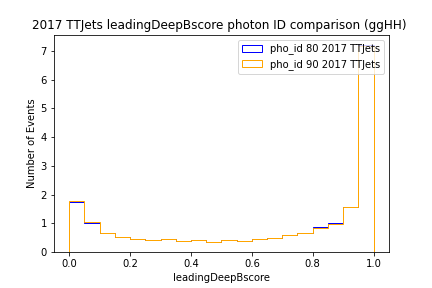 2017 TTJets leadingDeepBscore photon ID comparison (ggHH)
pho_id 80 2017 TTJets
pho_id 90 2017 TTJets
Number of Events
7
6
5
4
3
2
1
0
0.0 0.2 0.4 0.6 0.8 1.0
leadingDeepBscore